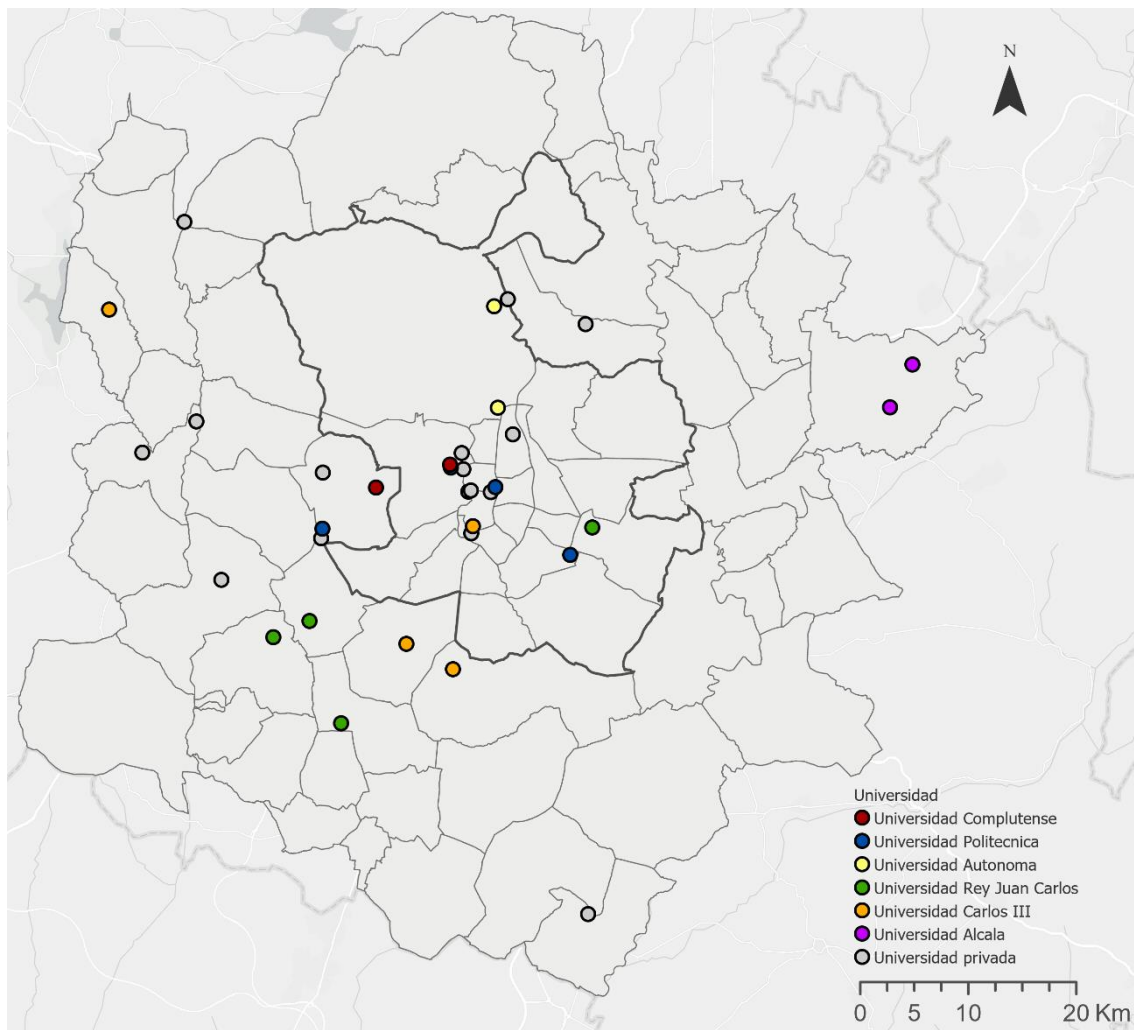 N
Universidad
Universidad Complutense
Universidad Politecnica
Universidad Autonoma
Universidad Rey Juan Carlos
Universidad Carlos III
Universidad Alcala
Universidad privada
0 5 10 20 Km